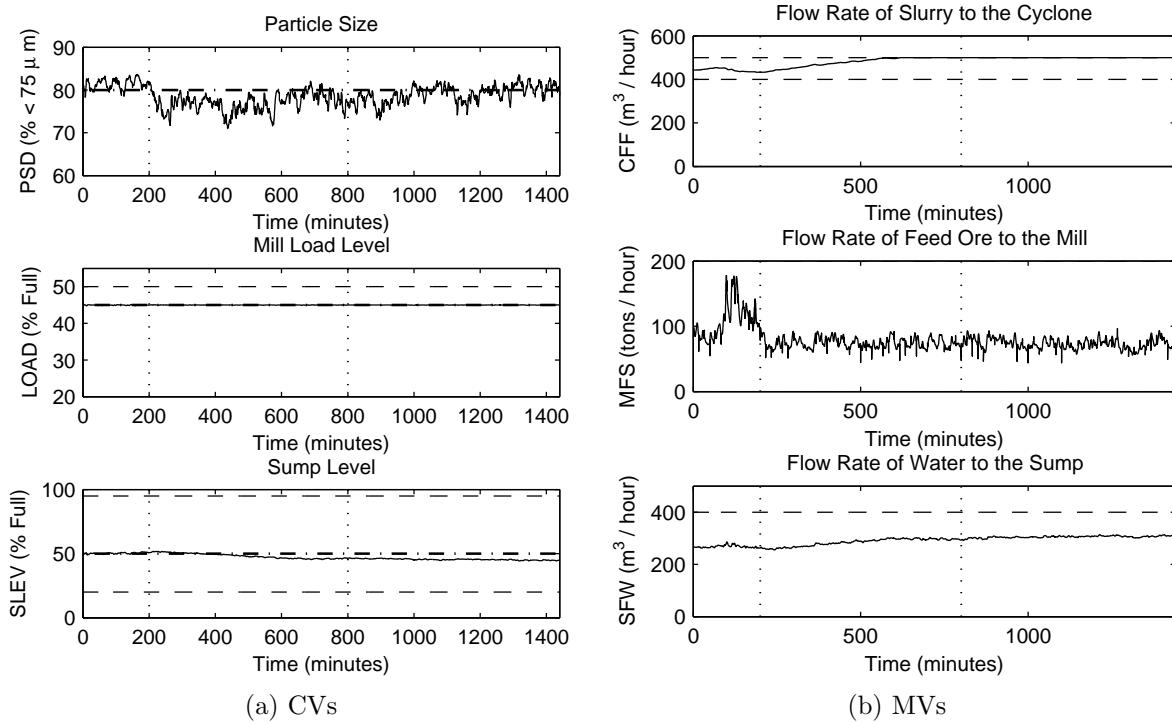 Particle Size
90
80
70
60
PSD (% < 75 μ m)
0 200 400 600 800 1000 1200 1400
Time (minutes)
Mill Load Level
50
40
30
20
LOAD (% Full)
0 200 400 600 800 1000 1200 1400
Time (minutes)
Sump Level
100
50
0
SLEV (% Full)
0 200 400 600 800 1000 1200 1400
Time (minutes)
(a) CVs
Flow Rate of Slurry to the Cyclone
600
400
200
0
CFF (m³ / hour)
0 500 1000
Time (minutes)
Flow Rate of Feed Ore to the Mill
200
100
0
MFS (tons / hour)
0 500 1000
Time (minutes)
Flow Rate of Water to the Sump
400
200
0
SFW (m³ / hour)
0 500 1000
Time (minutes)
(b) MVs